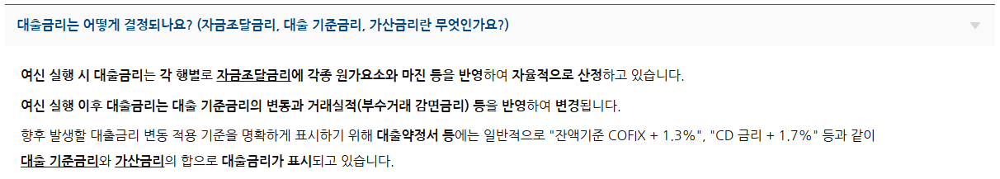 대출금리는 어떻게 결정되나요? (자금조달금리, 대출 기준금리, 가산금리란 무엇인가요?)
여신 실행 시 대출금리는 각 행별로 자금조달금리에 각종 원가요소와 마진 등을 반영하여 자율적으로 산정하고 있습니다.
여신 실행 이후 대출금리는 대출 기준금리의 변동과 거래실적(부수거래 감면금리) 등을 반영하여 변경됩니다.
향후 발생할 대출금리 변동 적용 기준을 명확하게 표시하기 위해 대출약정서 등에는 일반적으로 "잔액기준 COFIX + 1.3%", "CD 금리 + 1.7%" 등과 같이
대출 기준금리와 가산금리의 합으로 대출금리가 표시되고 있습니다.